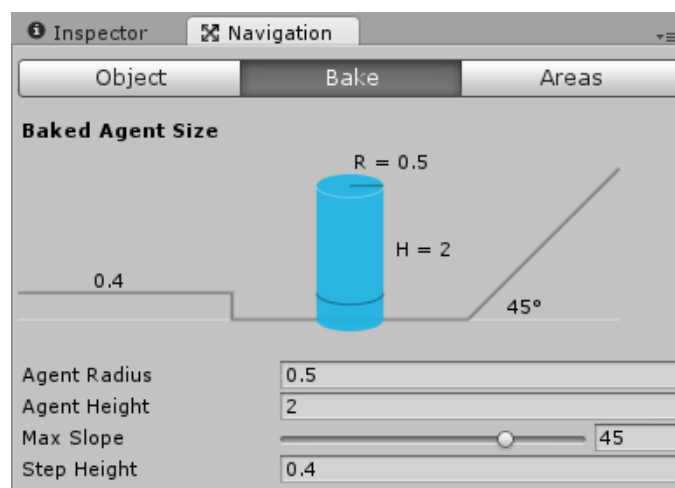 Inspector Navigation
Object Bake Areas
Baked Agent Size
R = 0.5
H = 2
0.4
45°
Agent Radius 0.5
Agent Height 2
Max Slope 45
Step Height 0.4